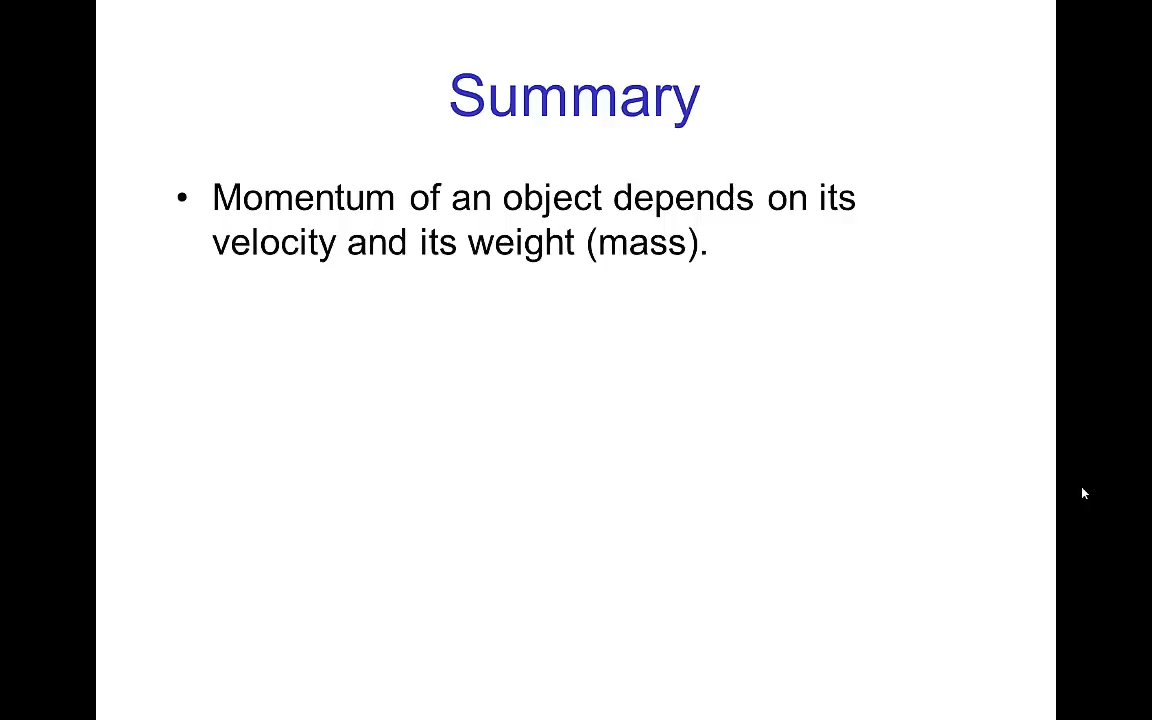 Summary
• Momentum of an object depends on its
velocity and its weight (mass).